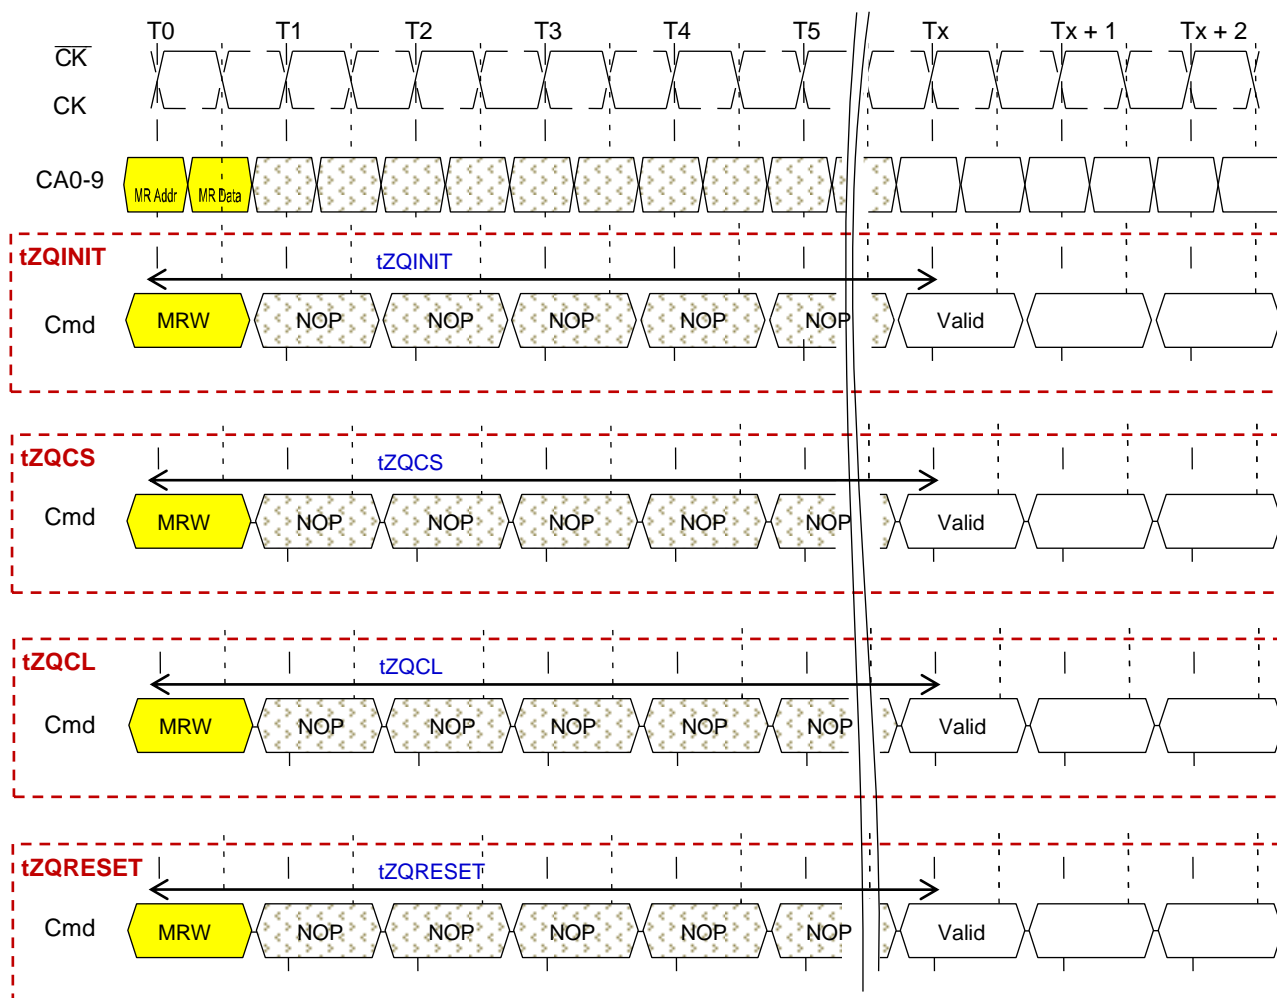 T0 T1 T2 T3 T4 T5 Tx Tx + 1 Tx + 2
CK
CK
CA0-9 MR Addr MR Data
tZQINIT tZQINIT
Cmd MRW NOP NOP NOP NOP NOP Valid
tZQCS tZQCS
Cmd MRW NOP NOP NOP NOP NOP Valid
tZQCL tZQCL
Cmd MRW NOP NOP NOP NOP NOP Valid
tZQRESET tZQRESET
Cmd MRW NOP NOP NOP NOP NOP Valid